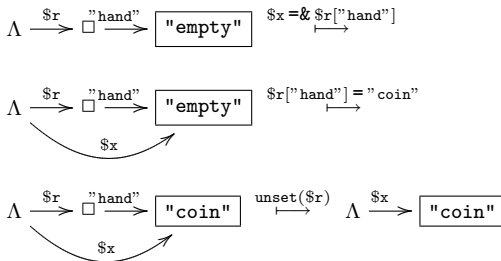 Λ $r "hand" "empty" $x =& $r["hand"]
Λ $r "hand" "empty" $r["hand"] = "coin"
$x
Λ $r "hand" "coin" unset($r) Λ $x "coin"
$x